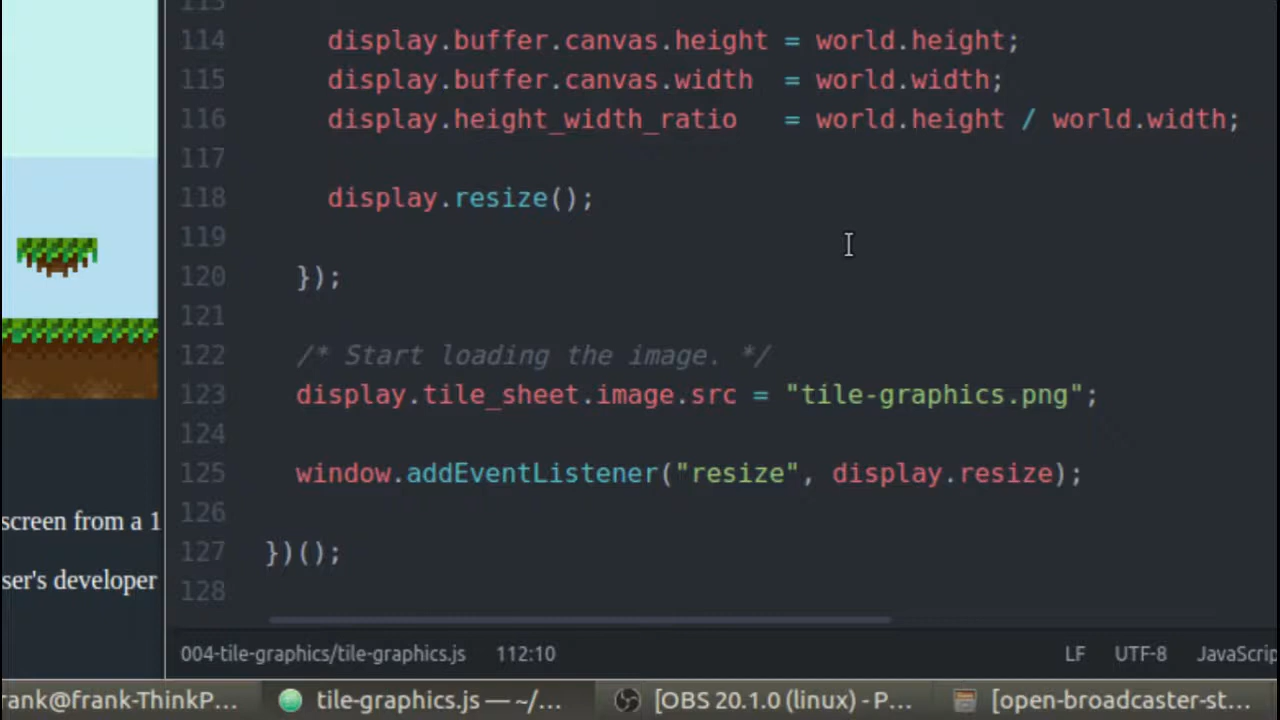 113
114 display.buffer.canvas.height = world.height;
115 display.buffer.canvas.width = world.width;
116 display.height_width_ratio = world.height / world.width;
117
118 display.resize();
119
120 });
121
122 /* Start loading the image. */
123 display.tile_sheet.image.src = "tile-graphics.png";
124
125 window.addEventListener("resize", display.resize);
126
127 })();
128
screen from a 1
ser's developer
004-tile-graphics/tile-graphics.js 112:10 LF UTF-8 JavaScrip
rank@frank-ThinkP... tile-graphics.js — ~/... [OBS 20.1.0 (linux) - P... [open-broadcaster-st...